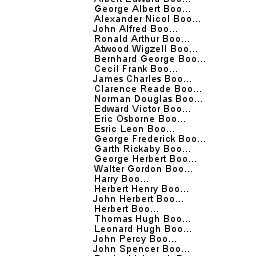 Albert Edward Boo...
George Albert Boo...
Alexander Nicol Boo...
John Alfred Boo...
Ronald Arthur Boo...
Atwood Wigzell Boo...
Bernhard George Boo...
Cecil Frank Boo...
James Charles Boo...
Clarence Reade Boo...
Norman Douglas Boo...
Edward Victor Boo...
Eric Osborne Boo...
Esric Leon Boo...
George Frederick Boo...
Garth Rickaby Boo...
George Herbert Boo...
Walter Gordon Boo...
Harry Boo...
Herbert Henry Boo...
John Herbert Boo...
Herbert Boo...
Thomas Hugh Boo...
Leonard Hugh Boo...
John Percy Boo...
John Spencer Boo...